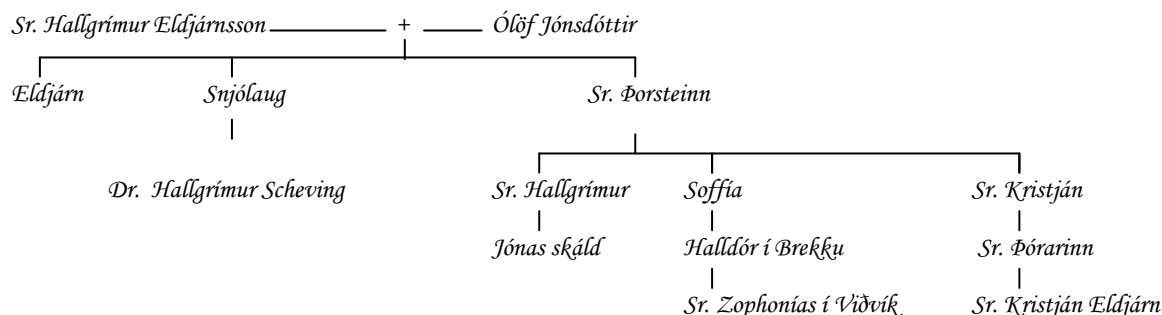 Sr. Hallgrímur Eldjárnsson + Ólöf Jónsdóttir
Eldjárn Snjólaug Sr. Þorsteinn
Dr. Hallgrímur Scheving Sr. Hallgrímur Soffía Sr. Kristján
Jónas skáld Halldór í Brekku Sr. Þórarinn
Sr. Zophonías í Viðvík Sr. Kristján Eldjárn